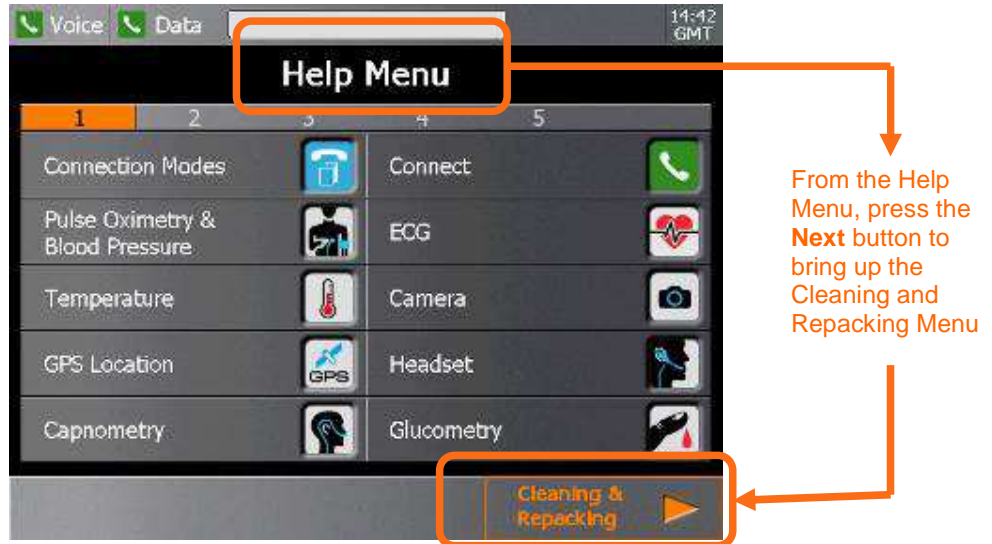 Voice Data 14:42
GMT
Help Menu
1 2 3 4 5
Connection Modes Connect
Pulse Oximetry &
Blood Pressure
ECG
Temperature Camera
GPS Location GPS Headset
Capnometry Glucometry
Cleaning &
Repacking
From the Help
Menu, press the
Next button to
bring up the
Cleaning and
Repacking Menu